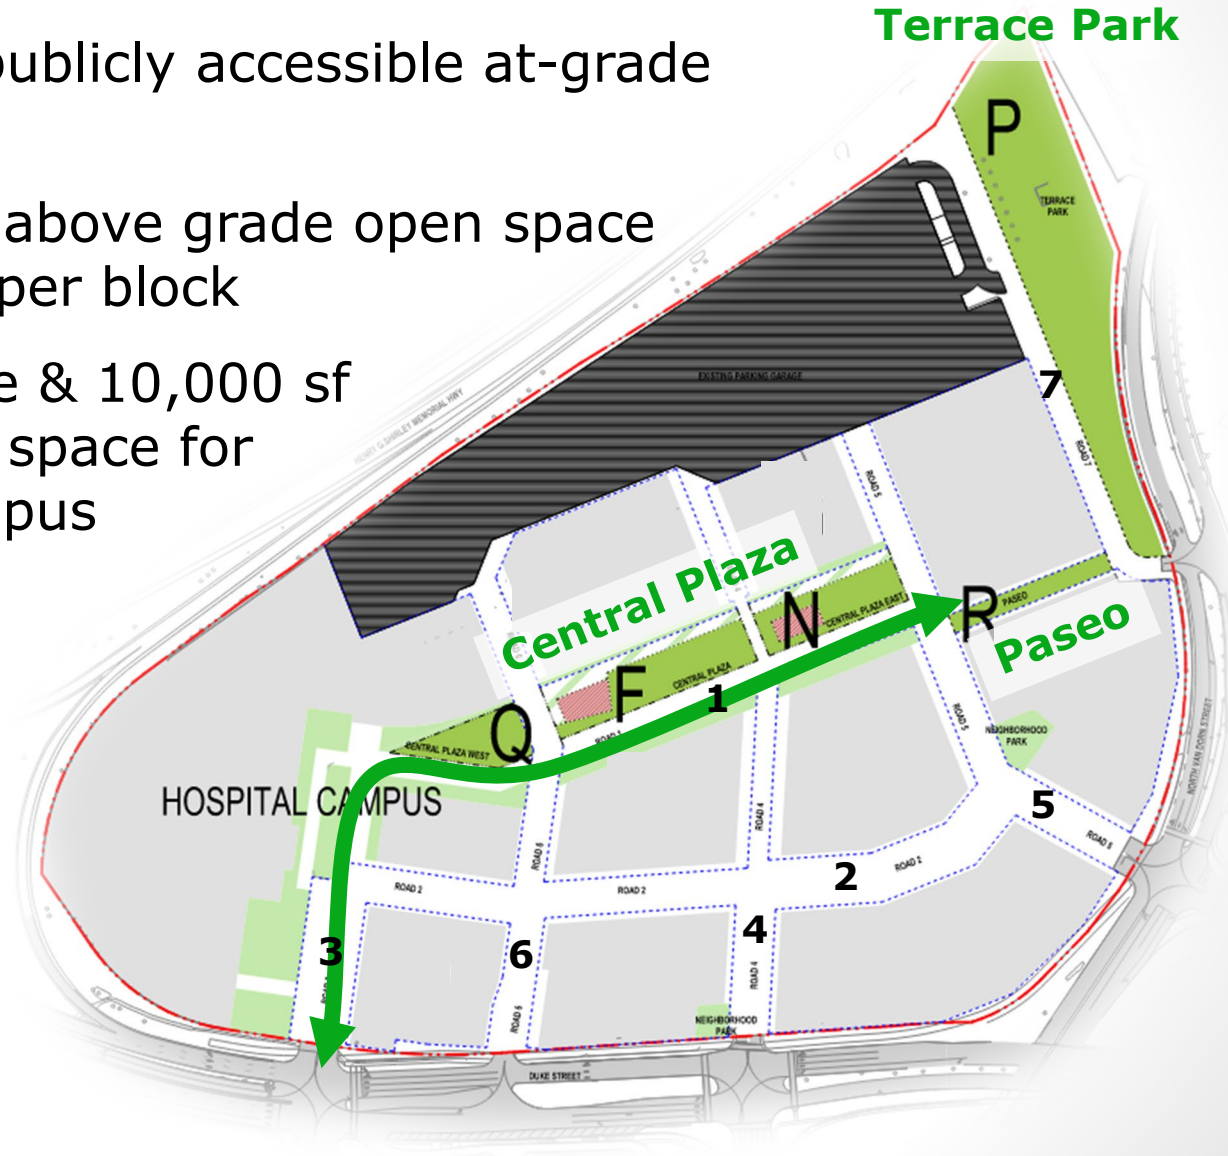 Terrace Park
publicly accessible at-grade
P
above grade open space
per block
TERRACE
PARK
e & 10,000 sf
space for
pus
EXISTING PARKING GARAGE
HENRY G SHIRLEY MEMORIAL HWY
7
ROAD 7
ROAD 5
Central Plaza
N
CENTRAL PLAZA EAST
R
PASEO
Paseo
F
CENTRAL PLAZA
1
ROAD 1
Q
CENTRAL PLAZA WEST
ROAD 5
NEIGHBORHOOD
PARK
NORTH VAN DORN STREET
HOSPITAL CAMPUS
5
ROAD 5
ROAD 4
ROAD 6
2
ROAD 2
ROAD 2
ROAD 2
3
6
4
ROAD 4
ROAD 6
NEIGHBORHOOD
PARK
DUKE STREET